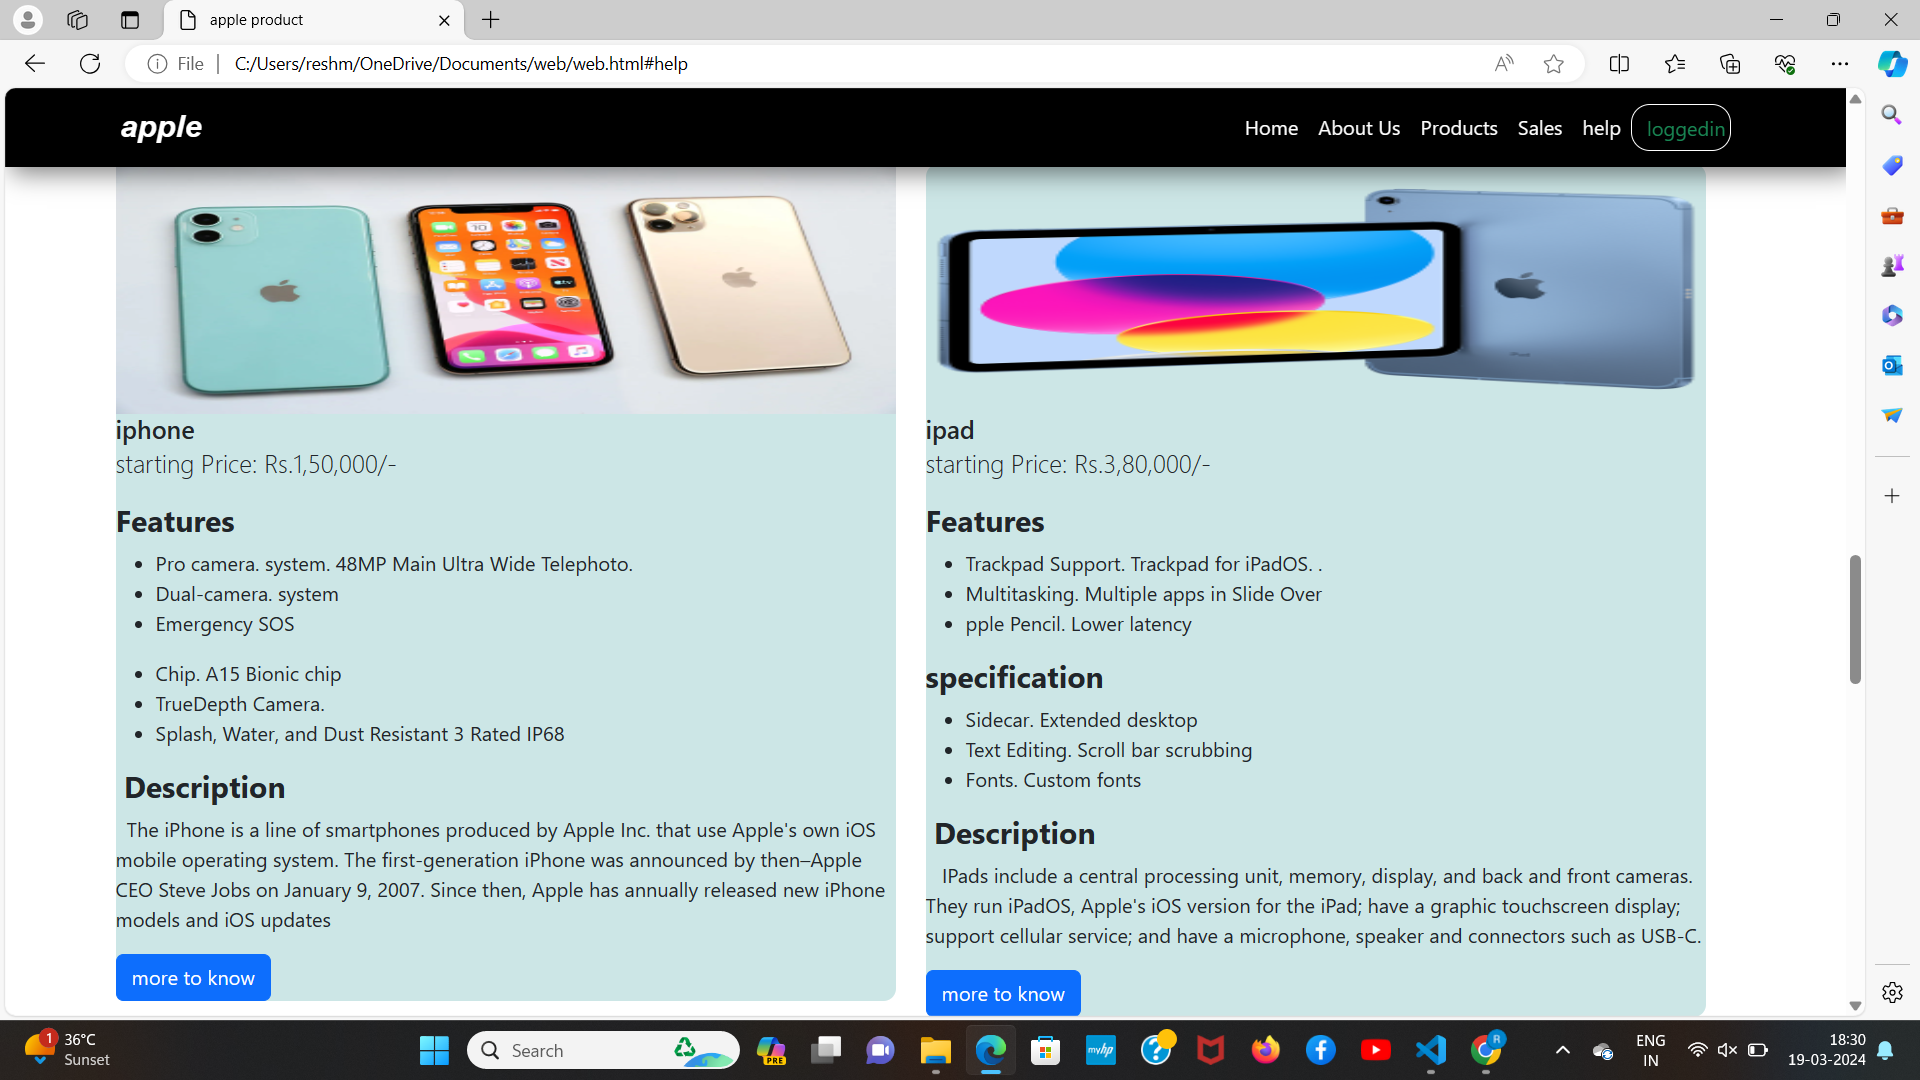 apple product
File
C:/Users/reshm/OneDrive/Documents/web/web.html#help
apple
Home About Us Products Sales help loggedin
iphone
starting Price: Rs.1,50,000/-
Features
• Pro camera. system. 48MP Main Ultra Wide Telephoto.
• Dual-camera. system
• Emergency SOS
• Chip. A15 Bionic chip
• TrueDepth Camera.
• Splash, Water, and Dust Resistant 3 Rated IP68
Description
The iPhone is a line of smartphones produced by Apple Inc. that use Apple's own iOS
mobile operating system. The first-generation iPhone was announced by then–Apple
CEO Steve Jobs on January 9, 2007. Since then, Apple has annually released new iPhone
models and iOS updates
more to know
ipad
starting Price: Rs.3,80,000/-
Features
• Trackpad Support. Trackpad for iPadOS. .
• Multitasking. Multiple apps in Slide Over
• pple Pencil. Lower latency
specification
• Sidecar. Extended desktop
• Text Editing. Scroll bar scrubbing
• Fonts. Custom fonts
Description
IPads include a central processing unit, memory, display, and back and front cameras.
They run iPadOS, Apple's iOS version for the iPad; have a graphic touchscreen display;
support cellular service; and have a microphone, speaker and connectors such as USB-C.
more to know
1
36°C
Sunset
Search
PRE
myhp
R
ENG
IN
18:30
19-03-2024